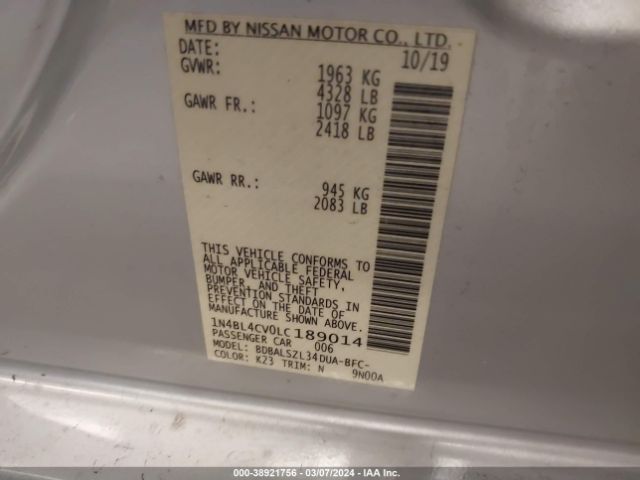 MFD BY NISSAN MOTOR CO., LTD.
DATE: 10/19
GVWR: 1963 KG
4328 LB
GAWR FR.: 1097 KG
2418 LB
GAWR RR.: 945 KG
2083 LB
THIS VEHICLE CONFORMS TO
ALL APPLICABLE FEDERAL
MOTOR VEHICLE SAFETY,
BUMPER, AND THEFT
PREVENTION STANDARDS IN
EFFECT ON THE DATE OF
MANUFACTURE SHOWN ABOVE.
1N4BL4CV0LC189014
PASSENGER CAR 006
MODEL: BDBALSZL34DUA-BFC-
COLOR: K23 TRIM: N 9N00A
000-38921756 - 03/07/2024 - IAA Inc.